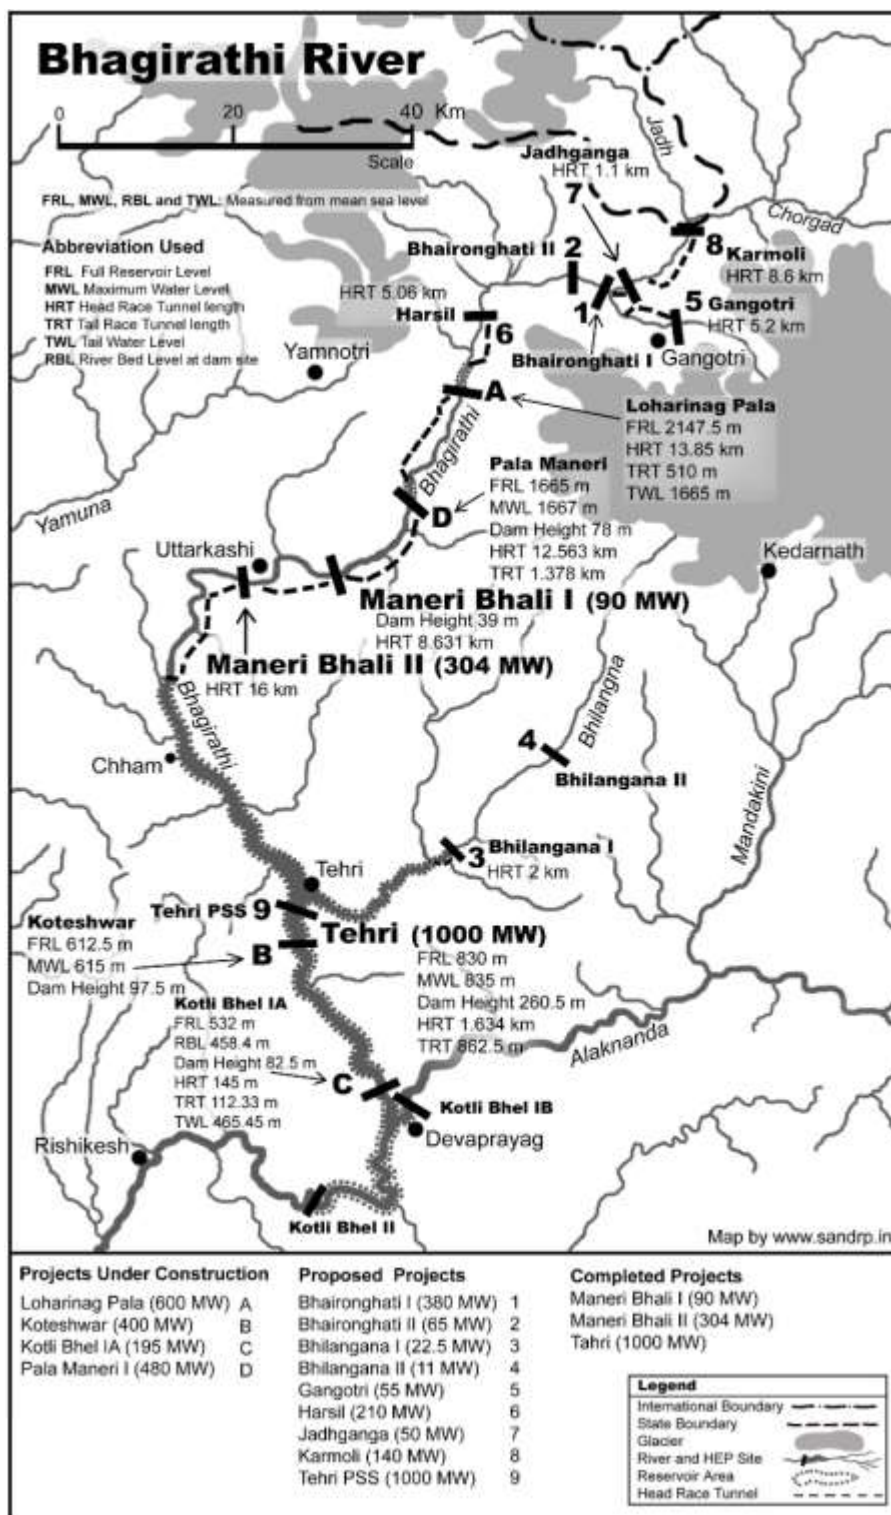 Bhagirathi River
0 20 40 Km
Scale
FRL, MWL, RBL and TWL: Measured from mean sea level
Abbreviation Used
FRL Full Reservoir Level
MWL Maximum Water Level
HRT Head Race Tunnel length
TRT Tail Race Tunnel length
TWL Tail Water Level
RBL River Bed Level at dam site
Jadhganga
HRT 1.1 km
7
Jadh
Chorgad
8
Karmoli
HRT 8.6 km
Bhaironghati II
2
1
Bhaironghati I
5
Gangotri
HRT 5.2 km
Gangotri
HRT 5.06 km
Harsil
6
Yamnotri
A
Loharinag Pala
FRL 2147.5 m
HRT 13.85 km
TRT 510 m
TWL 1665 m
Bhagirathi
Pala Maneri
FRL 1665 m
MWL 1667 m
Dam Height 78 m
HRT 12.563 km
TRT 1.378 km
D
Yamuna
Uttarkashi
Kedarnath
Maneri Bhali I (90 MW)
Dam Height 39 m
HRT 8.631 km
Maneri Bhali II (304 MW)
HRT 16 km
Bhagirathi
Chham
4
Bhilangna
Bhilangana II
Mandakini
3
Bhilangana I
HRT 2 km
Tehri
Tehri PSS 9
Tehri (1000 MW)
FRL 830 m
MWL 835 m
Dam Height 260.5 m
HRT 1.634 km
TRT 862.5 m
Koteshwar
FRL 612.5 m
MWL 615 m
Dam Height 97.5 m
B
Kotli Bhel IA
FRL 532 m
RBL 458.4 m
Dam Height 82.5 m
HRT 145 m
TRT 112.33 m
TWL 465.45 m
C
Alaknanda
Kotli Bhel IB
Devaprayag
Rishikesh
Kotli Bhel II
Map by www.sandrp.in
Projects Under Construction
Loharinag Pala (600 MW) A
Koteshwar (400 MW) B
Kotli Bhel IA (195 MW) C
Pala Maneri I (480 MW) D
Proposed Projects
Bhaironghati I (380 MW) 1
Bhaironghati II (65 MW) 2
Bhilangana I (22.5 MW) 3
Bhilangana II (11 MW) 4
Gangotri (55 MW) 5
Harsil (210 MW) 6
Jadhganga (50 MW) 7
Karmoli (140 MW) 8
Tehri PSS (1000 MW) 9
Completed Projects
Maneri Bhali I (90 MW)
Maneri Bhali II (304 MW)
Tahri (1000 MW)
Legend
International Boundary
State Boundary
Glacier
River and HEP Site
Reservoir Area
Head Race Tunnel